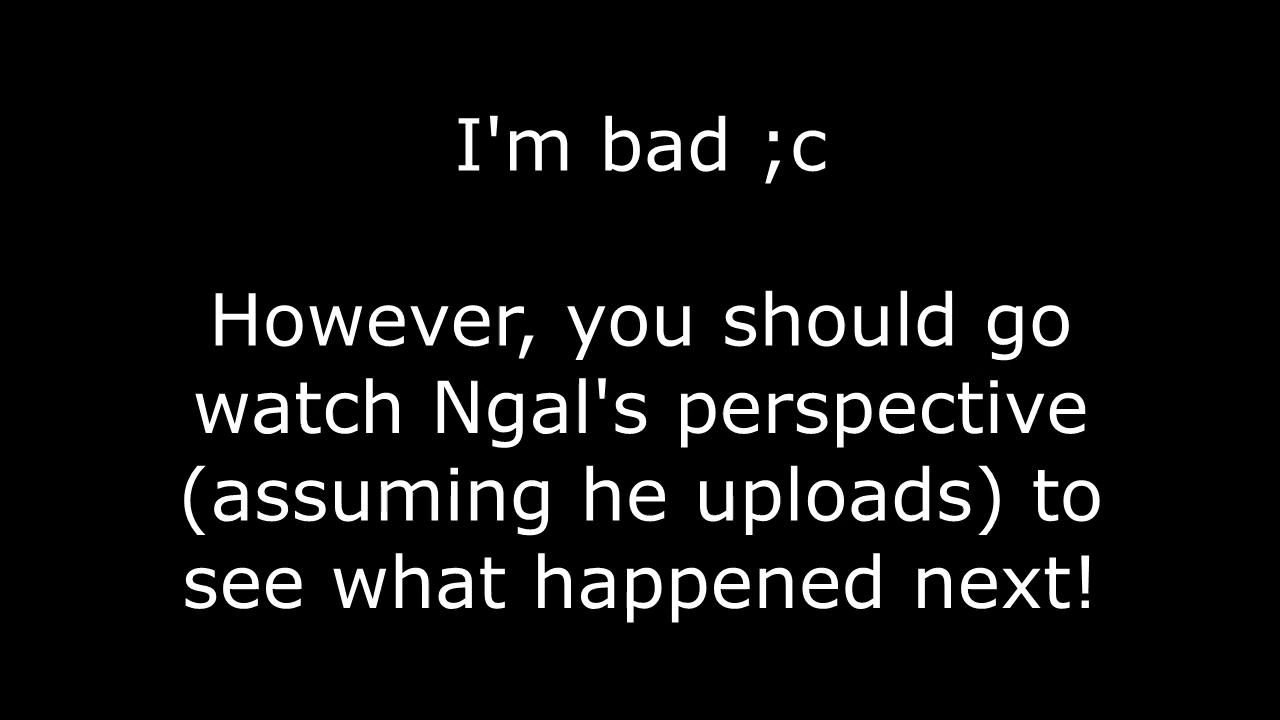 I'm bad ;c
However, you should go
watch Ngal's perspective
(assuming he uploads) to
see what happened next!